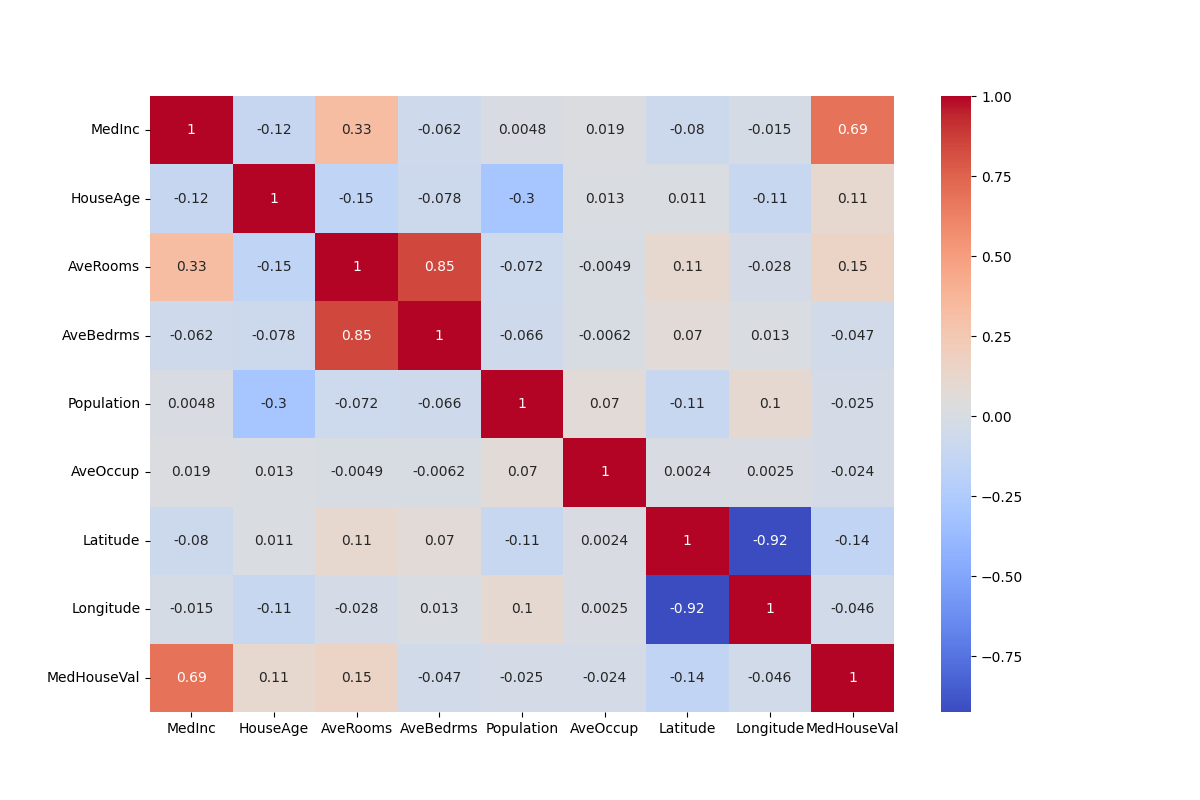 MedInc 1 -0.12 0.33 -0.062 0.0048 0.019 -0.08 -0.015 0.69
HouseAge -0.12 1 -0.15 -0.078 -0.3 0.013 0.011 -0.11 0.11
AveRooms 0.33 -0.15 1 0.85 -0.072 -0.0049 0.11 -0.028 0.15
AveBedrms -0.062 -0.078 0.85 1 -0.066 -0.0062 0.07 0.013 -0.047
Population 0.0048 -0.3 -0.072 -0.066 1 0.07 -0.11 0.1 -0.025
AveOccup 0.019 0.013 -0.0049 -0.0062 0.07 1 0.0024 0.0025 -0.024
Latitude -0.08 0.011 0.11 0.07 -0.11 0.0024 1 -0.92 -0.14
Longitude -0.015 -0.11 -0.028 0.013 0.1 0.0025 -0.92 1 -0.046
MedHouseVal 0.69 0.11 0.15 -0.047 -0.025 -0.024 -0.14 -0.046 1
MedInc HouseAge AveRooms AveBedrms Population AveOccup Latitude Longitude MedHouseVal
1.00
0.75
0.50
0.25
0.00
−0.25
−0.50
−0.75